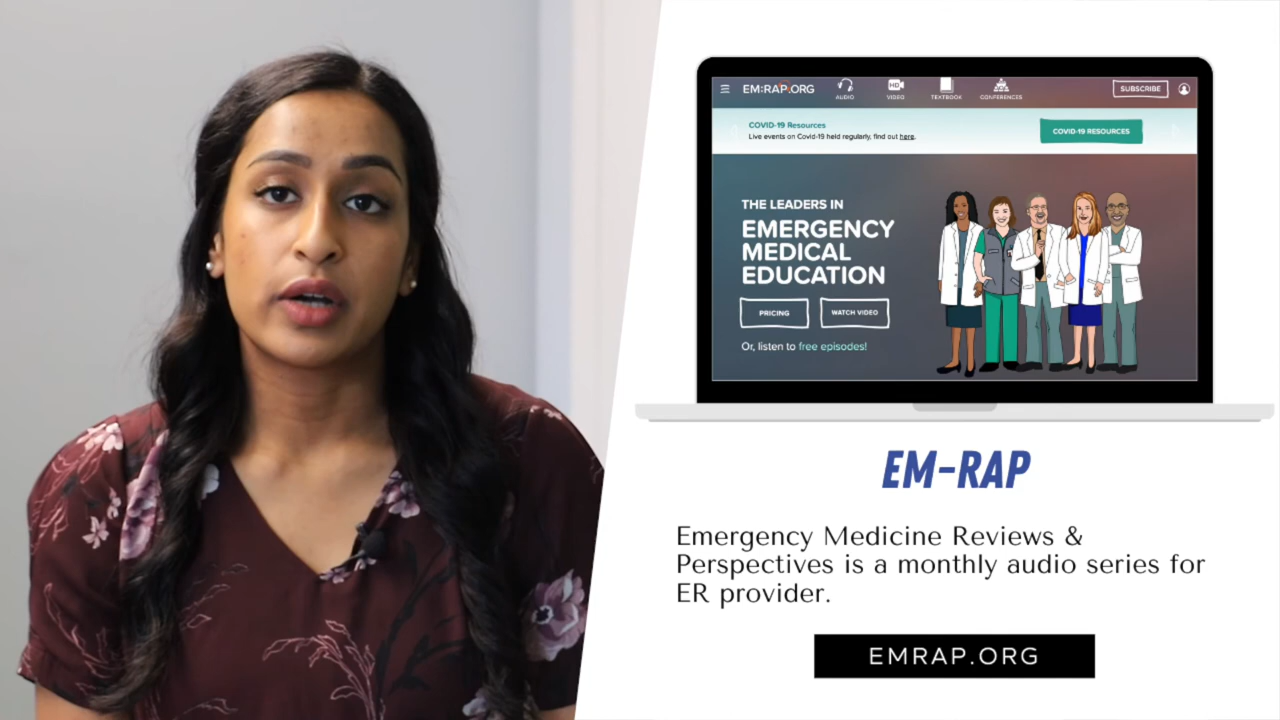 EM:RAP.ORG
AUDIO
HD
VIDEO
TEXTBOOK
CONFERENCES
SUBSCRIBE
COVID-19 Resources
Live events on Covid-19 held regularly, find out here.
COVID-19 RESOURCES
THE LEADERS IN
EMERGENCY
MEDICAL
EDUCATION
PRICING
WATCH VIDEO
Or, listen to free episodes!
EM-RAP
Emergency Medicine Reviews &
Perspectives is a monthly audio series for
ER provider.
EMRAP.ORG